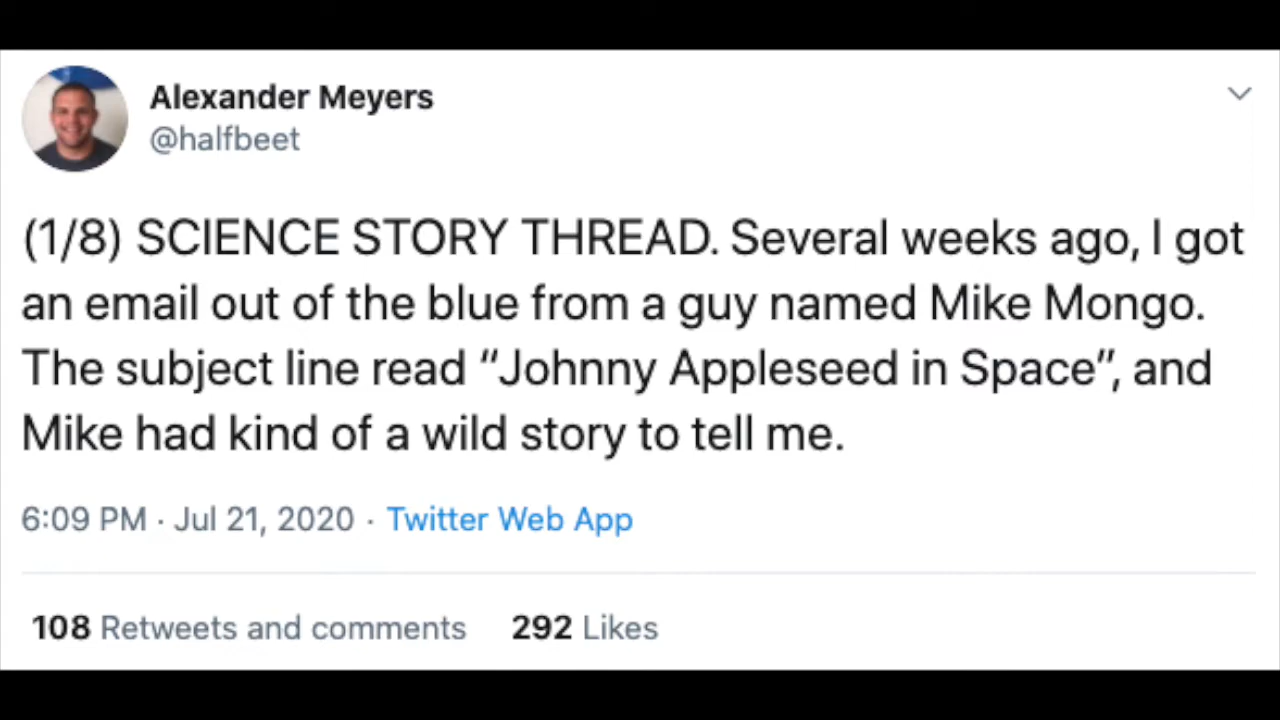 Alexander Meyers
@halfbeet
(1/8) SCIENCE STORY THREAD. Several weeks ago, I got
an email out of the blue from a guy named Mike Mongo.
The subject line read “Johnny Appleseed in Space”, and
Mike had kind of a wild story to tell me.
6:09 PM · Jul 21, 2020 · Twitter Web App
108 Retweets and comments 292 Likes